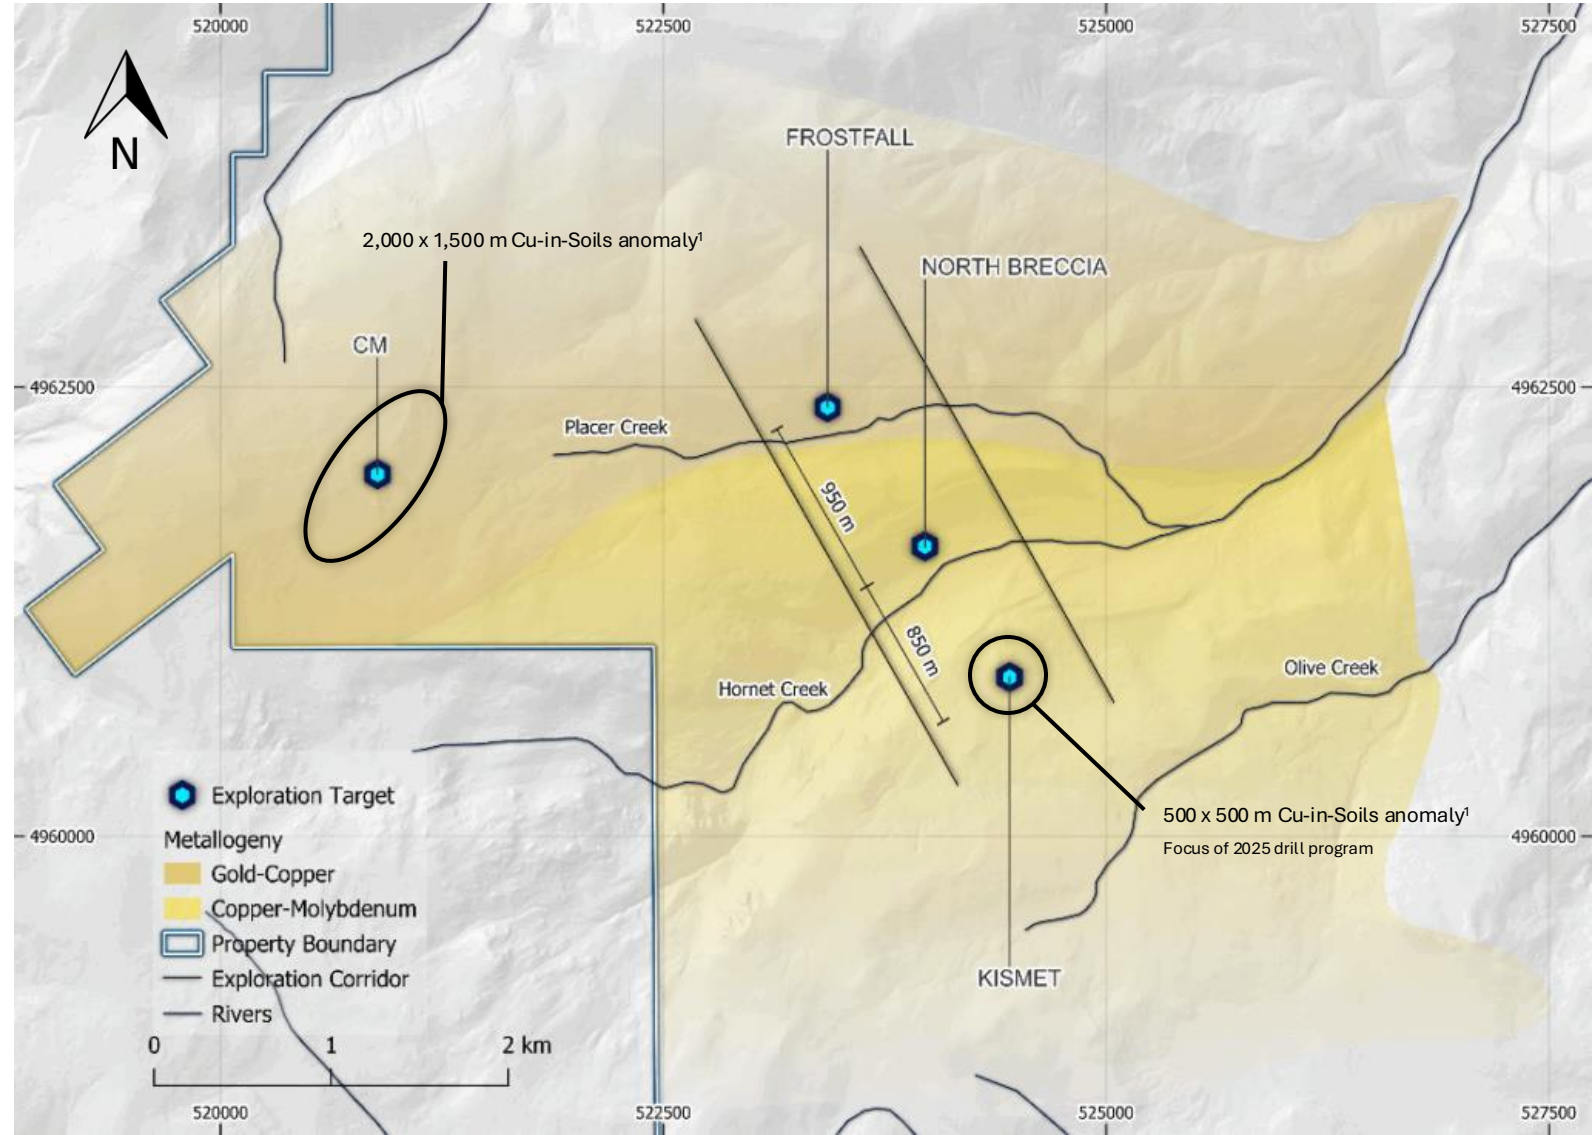 520000
522500
525000
527500
N
FROSTFALL
2,000 x 1,500 m Cu-in-Soils anomaly¹
NORTH BRECCIA
CM
4962500
4962500
Placer Creek
950 m
850 m
Hornet Creek
Olive Creek
Exploration Target
Metallogeny
Gold-Copper
Copper-Molybdenum
Property Boundary
Exploration Corridor
Rivers
0 1 2 km
500 x 500 m Cu-in-Soils anomaly¹
Focus of 2025 drill program
4960000
4960000
KISMET
520000
522500
525000
527500